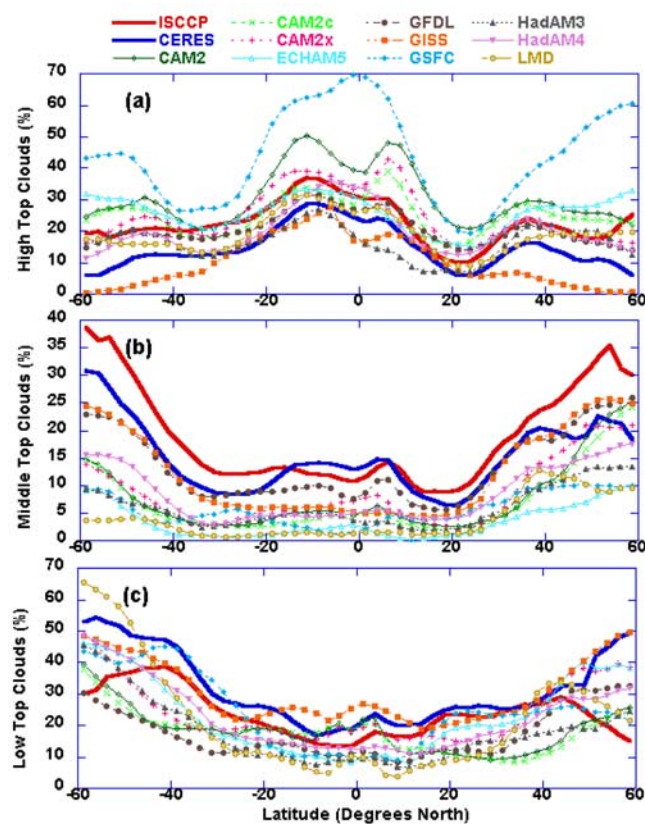 ISCCP CAM2c GFDL HadAM3
CERES CAM2x GISS HadAM4
CAM2 ECHAM5 GSFC LMD
(a)
High Top Clouds (%)
70
60
50
40
30
20
10
0
-60 -40 -20 0 20 40 60
(b)
Middle Top Clouds (%)
40
35
30
25
20
15
10
5
0
-60 -40 -20 0 20 40 60
(c)
Low Top Clouds (%)
70
60
50
40
30
20
10
0
-60 -40 -20 0 20 40 60
Latitude (Degrees North)